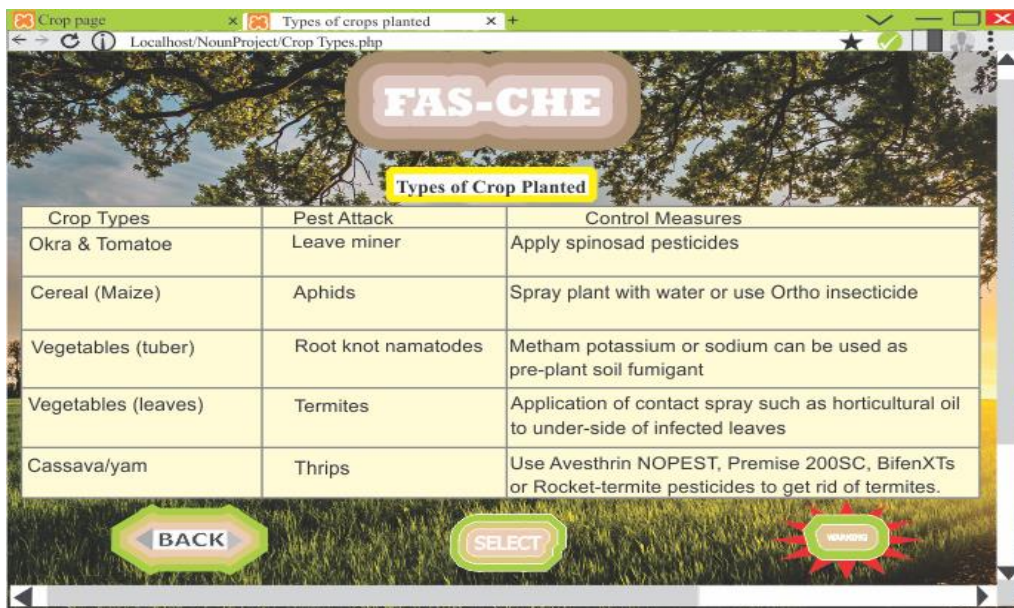 Crop page
Types of crops planted
Localhost/NounProject/Crop Types.php
FAS-CHE
Types of Crop Planted
Crop Types Pest Attack Control Measures
Okra & Tomatoe Leave miner Apply spinosad pesticides
Cereal (Maize) Aphids Spray plant with water or use Ortho insecticide
Vegetables (tuber) Root knot namatodes Metham potassium or sodium can be used as
pre-plant soil fumigant
Vegetables (leaves) Termites Application of contact spray such as horticultural oil
to under-side of infected leaves
Cassava/yam Thrips Use Avesthrin NOPEST, Premise 200SC, BifenXTs
or Rocket-termite pesticides to get rid of termites.
BACK
SELECT
WARNING